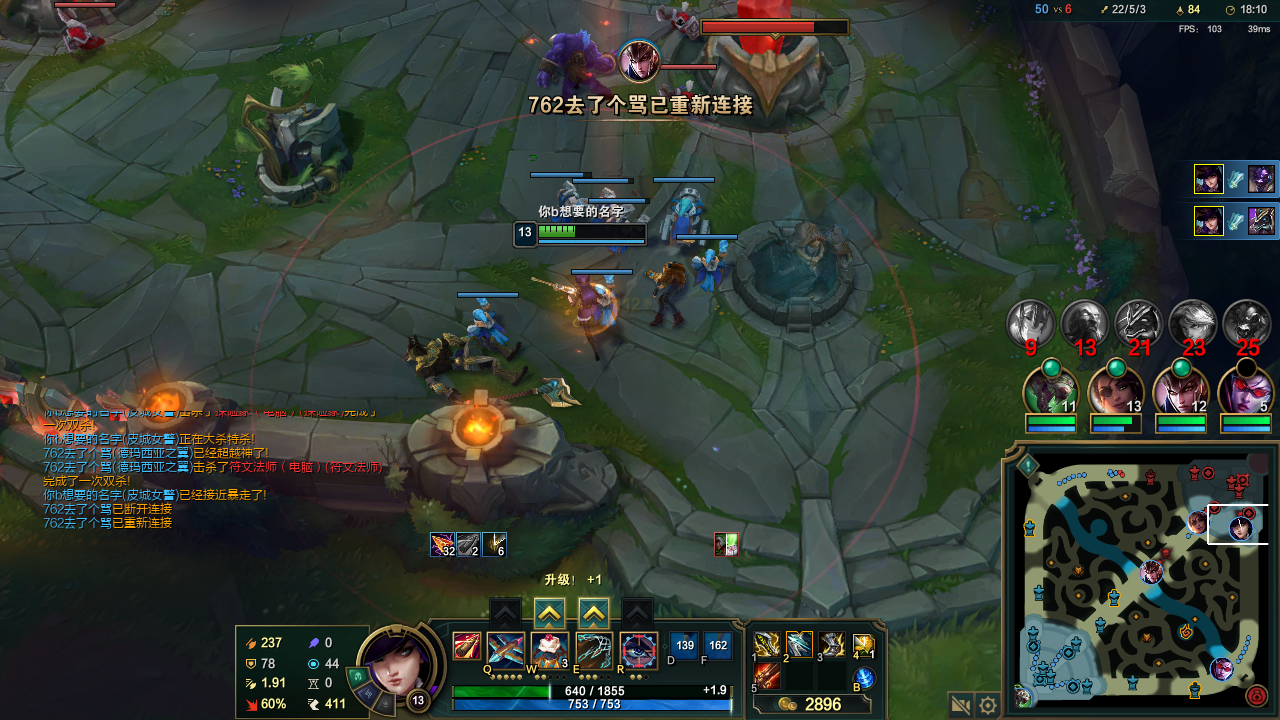 50 vs 6 22/5/3 84 18:10
FPS: 103 39ms
762去了个骂已重新连接
你b想要的名字
13
9 13 21 23 25
11 13 12 5
一次双杀!
你b想要的名字(皮城女警)正在大杀特杀!
762去了个骂(德玛西亚之翼)已经超越神了!
762去了个骂(德玛西亚之翼)击杀了符文法师(电脑)(符文法师)
完成了一次双杀!
你b想要的名字(皮城女警)已经接近暴走了!
762去了个骂已断开连接
762去了个骂已重新连接
32 2 6
升级! +1
237 0
78 44
1.91 0
60% 411
13
Q W 3 E R D 139 F 162
640 / 1855 +1.9
753 / 753
1 2 3 4 1
5 B
2896